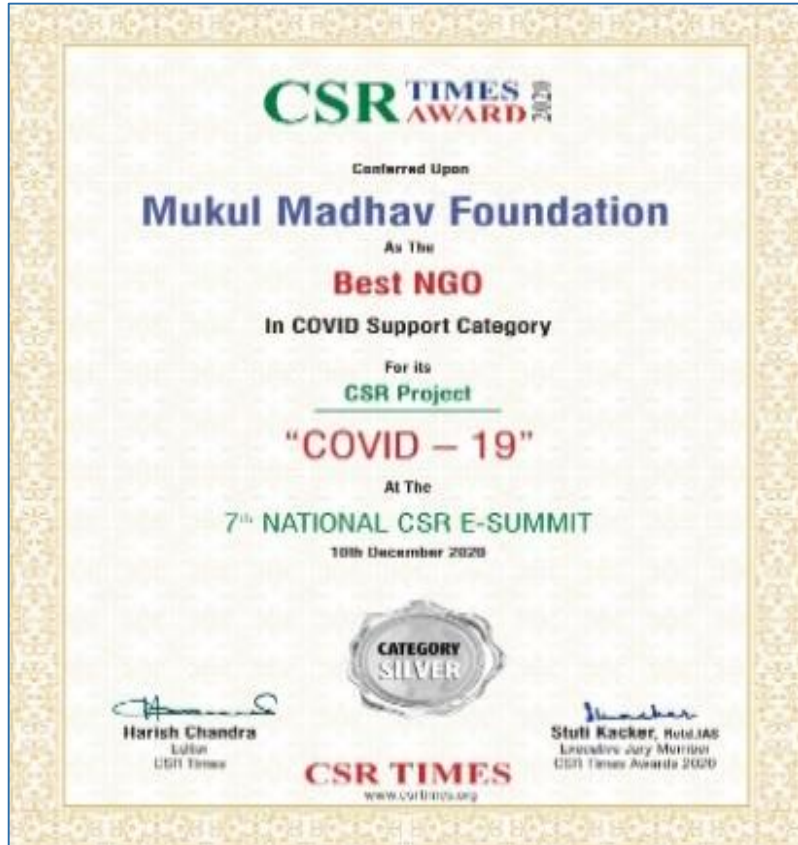 CSR TIMES AWARD 2020
Conferred Upon
Mukul Madhav Foundation
As The
Best NGO
In COVID Support Category
For its
CSR Project
“COVID – 19”
At The
7th NATIONAL CSR E-SUMMIT
10th December 2020
CATEGORY
SILVER
Harish Chandra
Editor
CSR Times
Stuti Kacker, Retd.IAS
Executive Jury Member
CSR Times Awards 2020
CSR TIMES
www.csrtimes.org